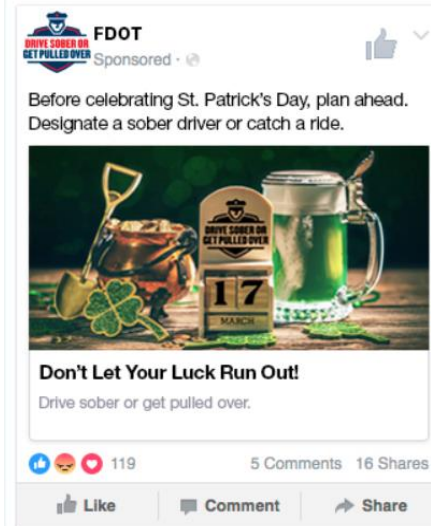 DRIVE SOBER OR
GET PULLED OVER
FDOT
Sponsored ·
Before celebrating St. Patrick's Day, plan ahead.
Designate a sober driver or catch a ride.
DRIVE SOBER OR
GET PULLED OVER
17
MARCH
Don't Let Your Luck Run Out!
Drive sober or get pulled over.
119
5 Comments 16 Shares
Like Comment Share